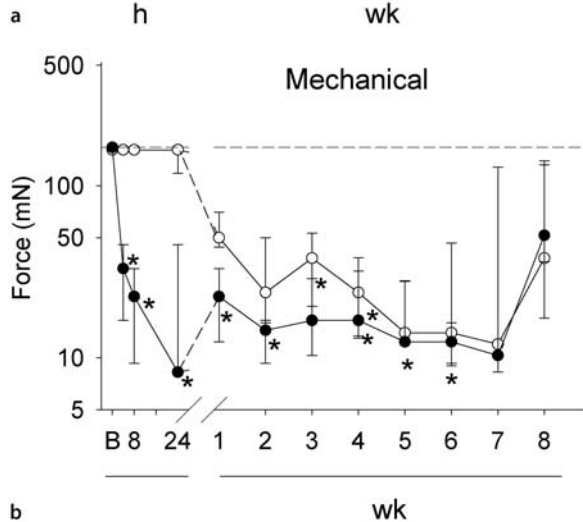 a h wk
500
Mechanical
100
50
10
5
Force (mN)
* * * * * * * * * *
B 8 24 1 2 3 4 5 6 7 8
h wk
b wk